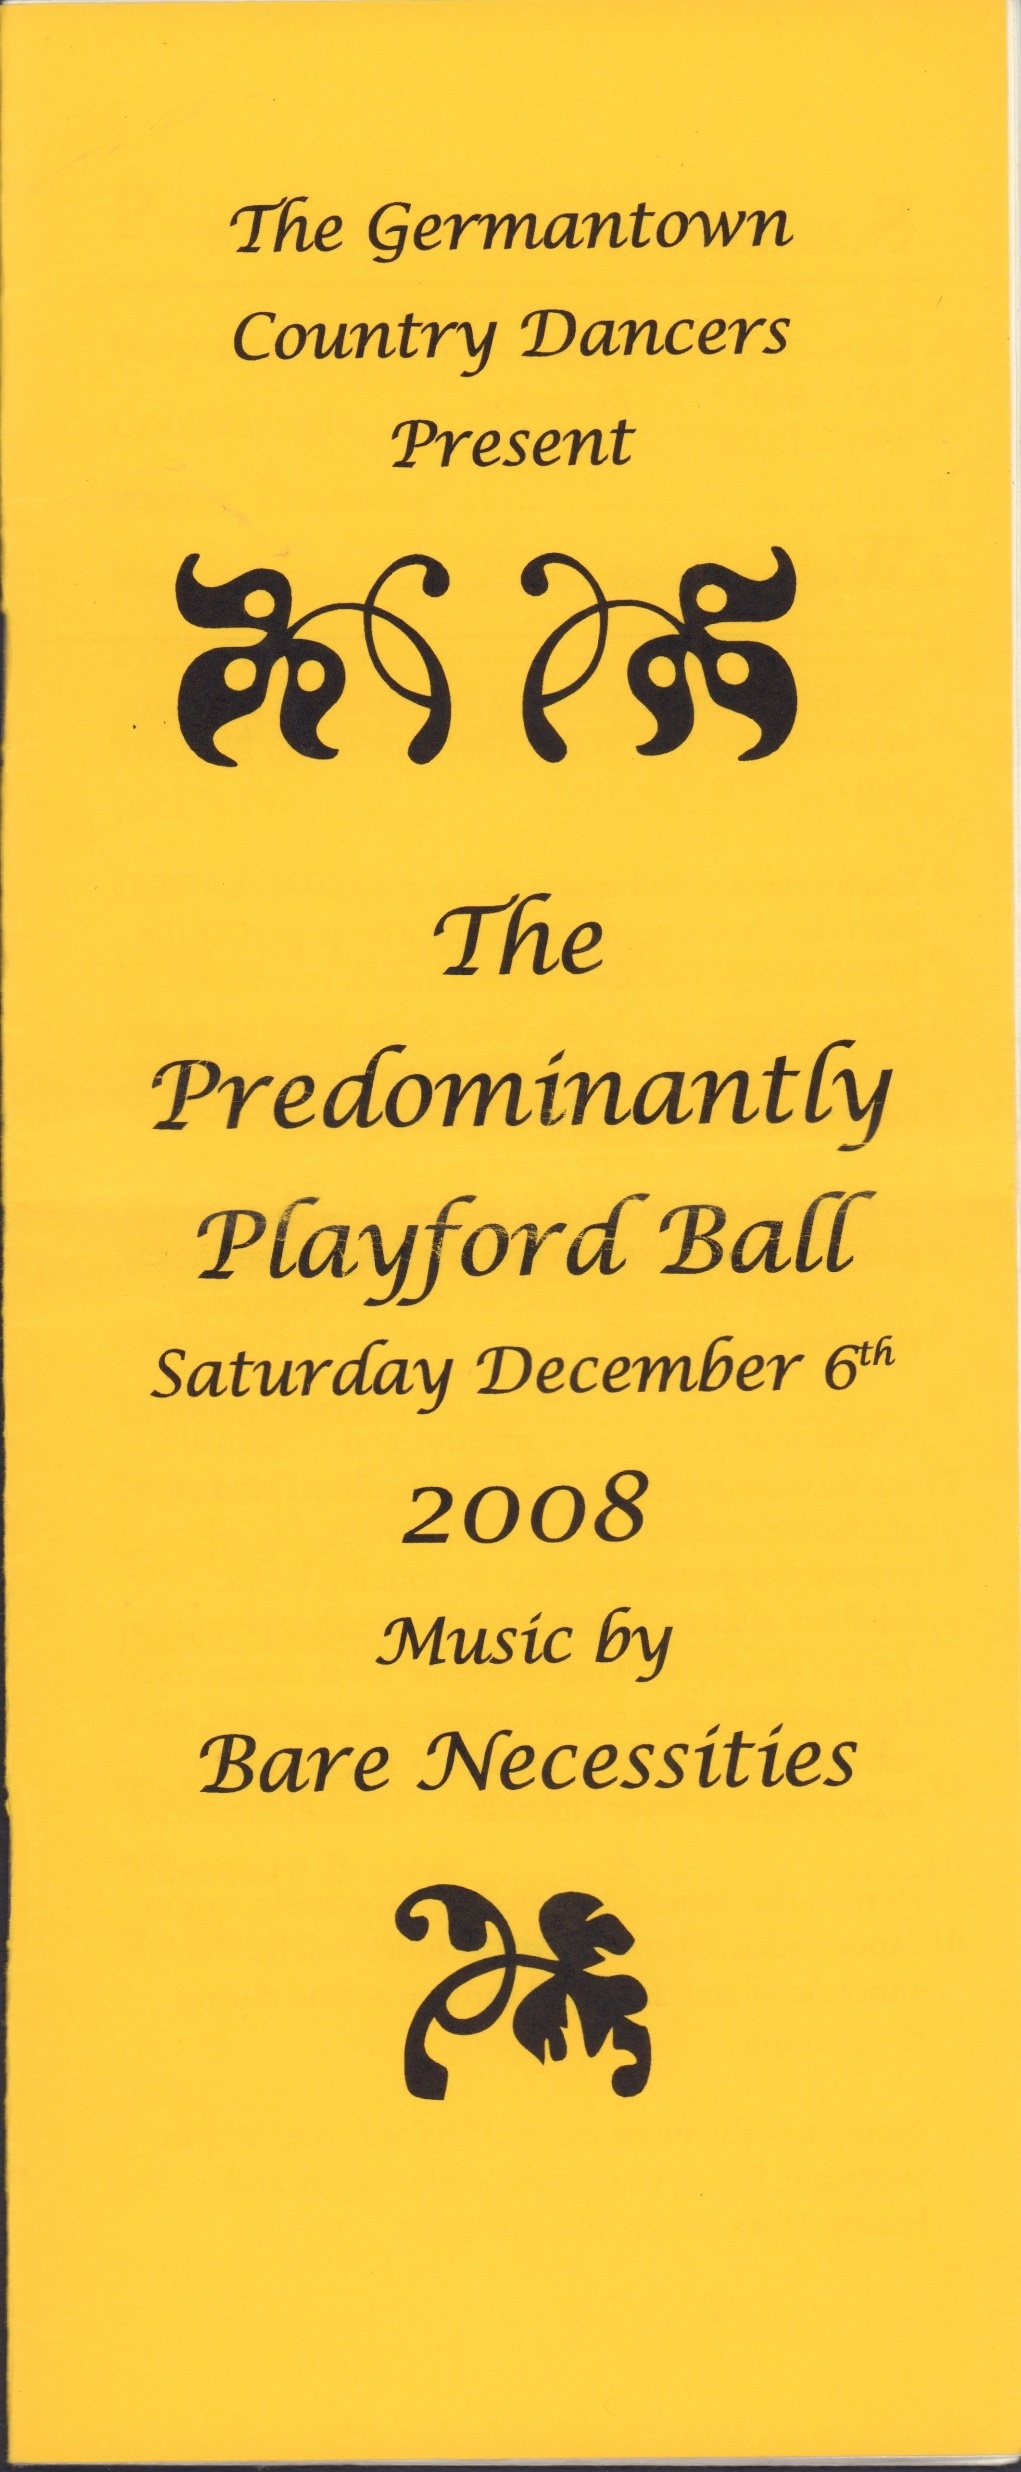 The Germantown
Country Dancers
Present
The
Predominantly
Playford Ball
Saturday December 6th
2008
Music by
Bare Necessities